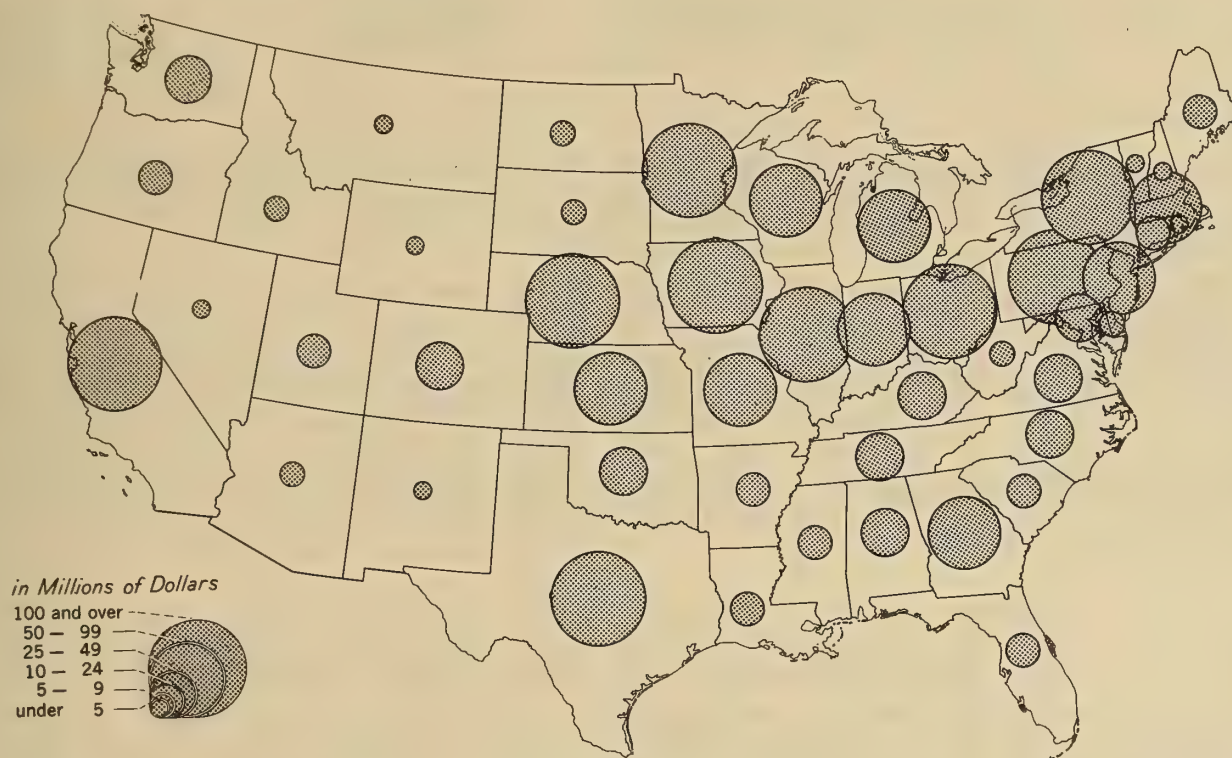 in Millions of Dollars
100 and over
50 – 99
25 – 49
10 – 24
5 – 9
under 5